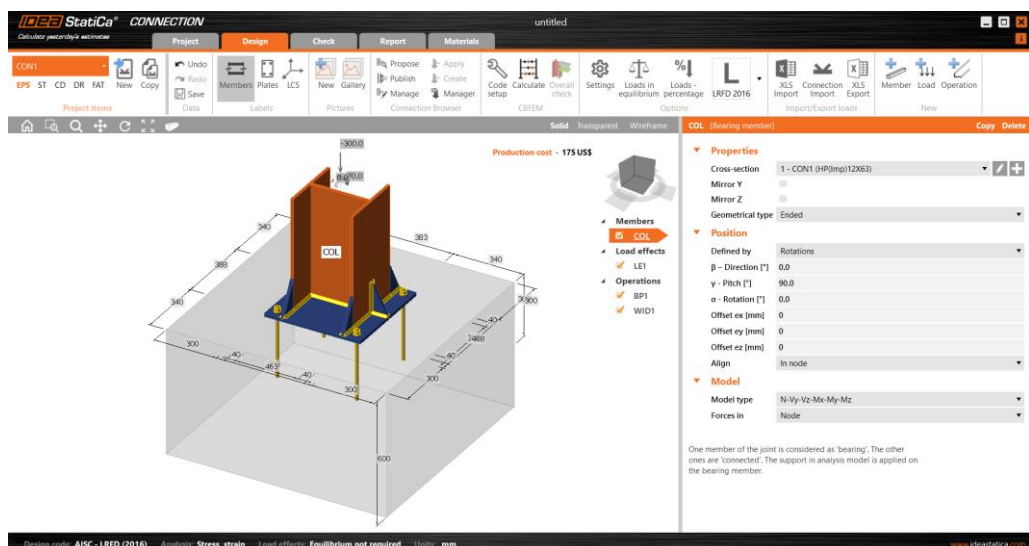 IDEA StatiCa® CONNECTION
untitled
Calculate yesterday's estimates
Project Design Check Report Materials
CON1
EPS ST CD DR FAT
New Copy
Undo
Redo
Save
Members Plates LCS
New Gallery
Propose
Publish
Manage
Apply
Create
Manager
Code setup
Calculate
Overall check
Settings
Loads in equilibrium
Loads - percentage
LRFD 2016
XLS Import
Connection Import
XLS Export
Member Load Operation
Project items Data Labels Pictures Connection Browser CBFEM Options Import/Export loads New
Solid Transparent Wireframe
COL [Bearing member] Copy Delete
Production cost - 175 US$
-300.0
COL
340
383
340
388
340
300
40
463
40
300
40
40
300
600
Members
COL
Load effects
LE1
Operations
BP1
WID1
Properties
Cross-section 1 - CON1 (HP(Imp)12X63)
Mirror Y
Mirror Z
Geometrical type Ended
Position
Defined by Rotations
β – Direction [°] 0.0
γ - Pitch [°] 90.0
α - Rotation [°] 0.0
Offset ex [mm] 0
Offset ey [mm] 0
Offset ez [mm] 0
Align In node
Model
Model type N-Vy-Vz-Mx-My-Mz
Forces in Node
One member of the joint is considered as 'bearing'. The other
ones are 'connected'. The support in analysis model is applied on
the bearing member.
Design code: AISC - LRFD (2016) Analysis: Stress, strain Load effects: Equilibrium not required Units: mm
www.ideastatica.com